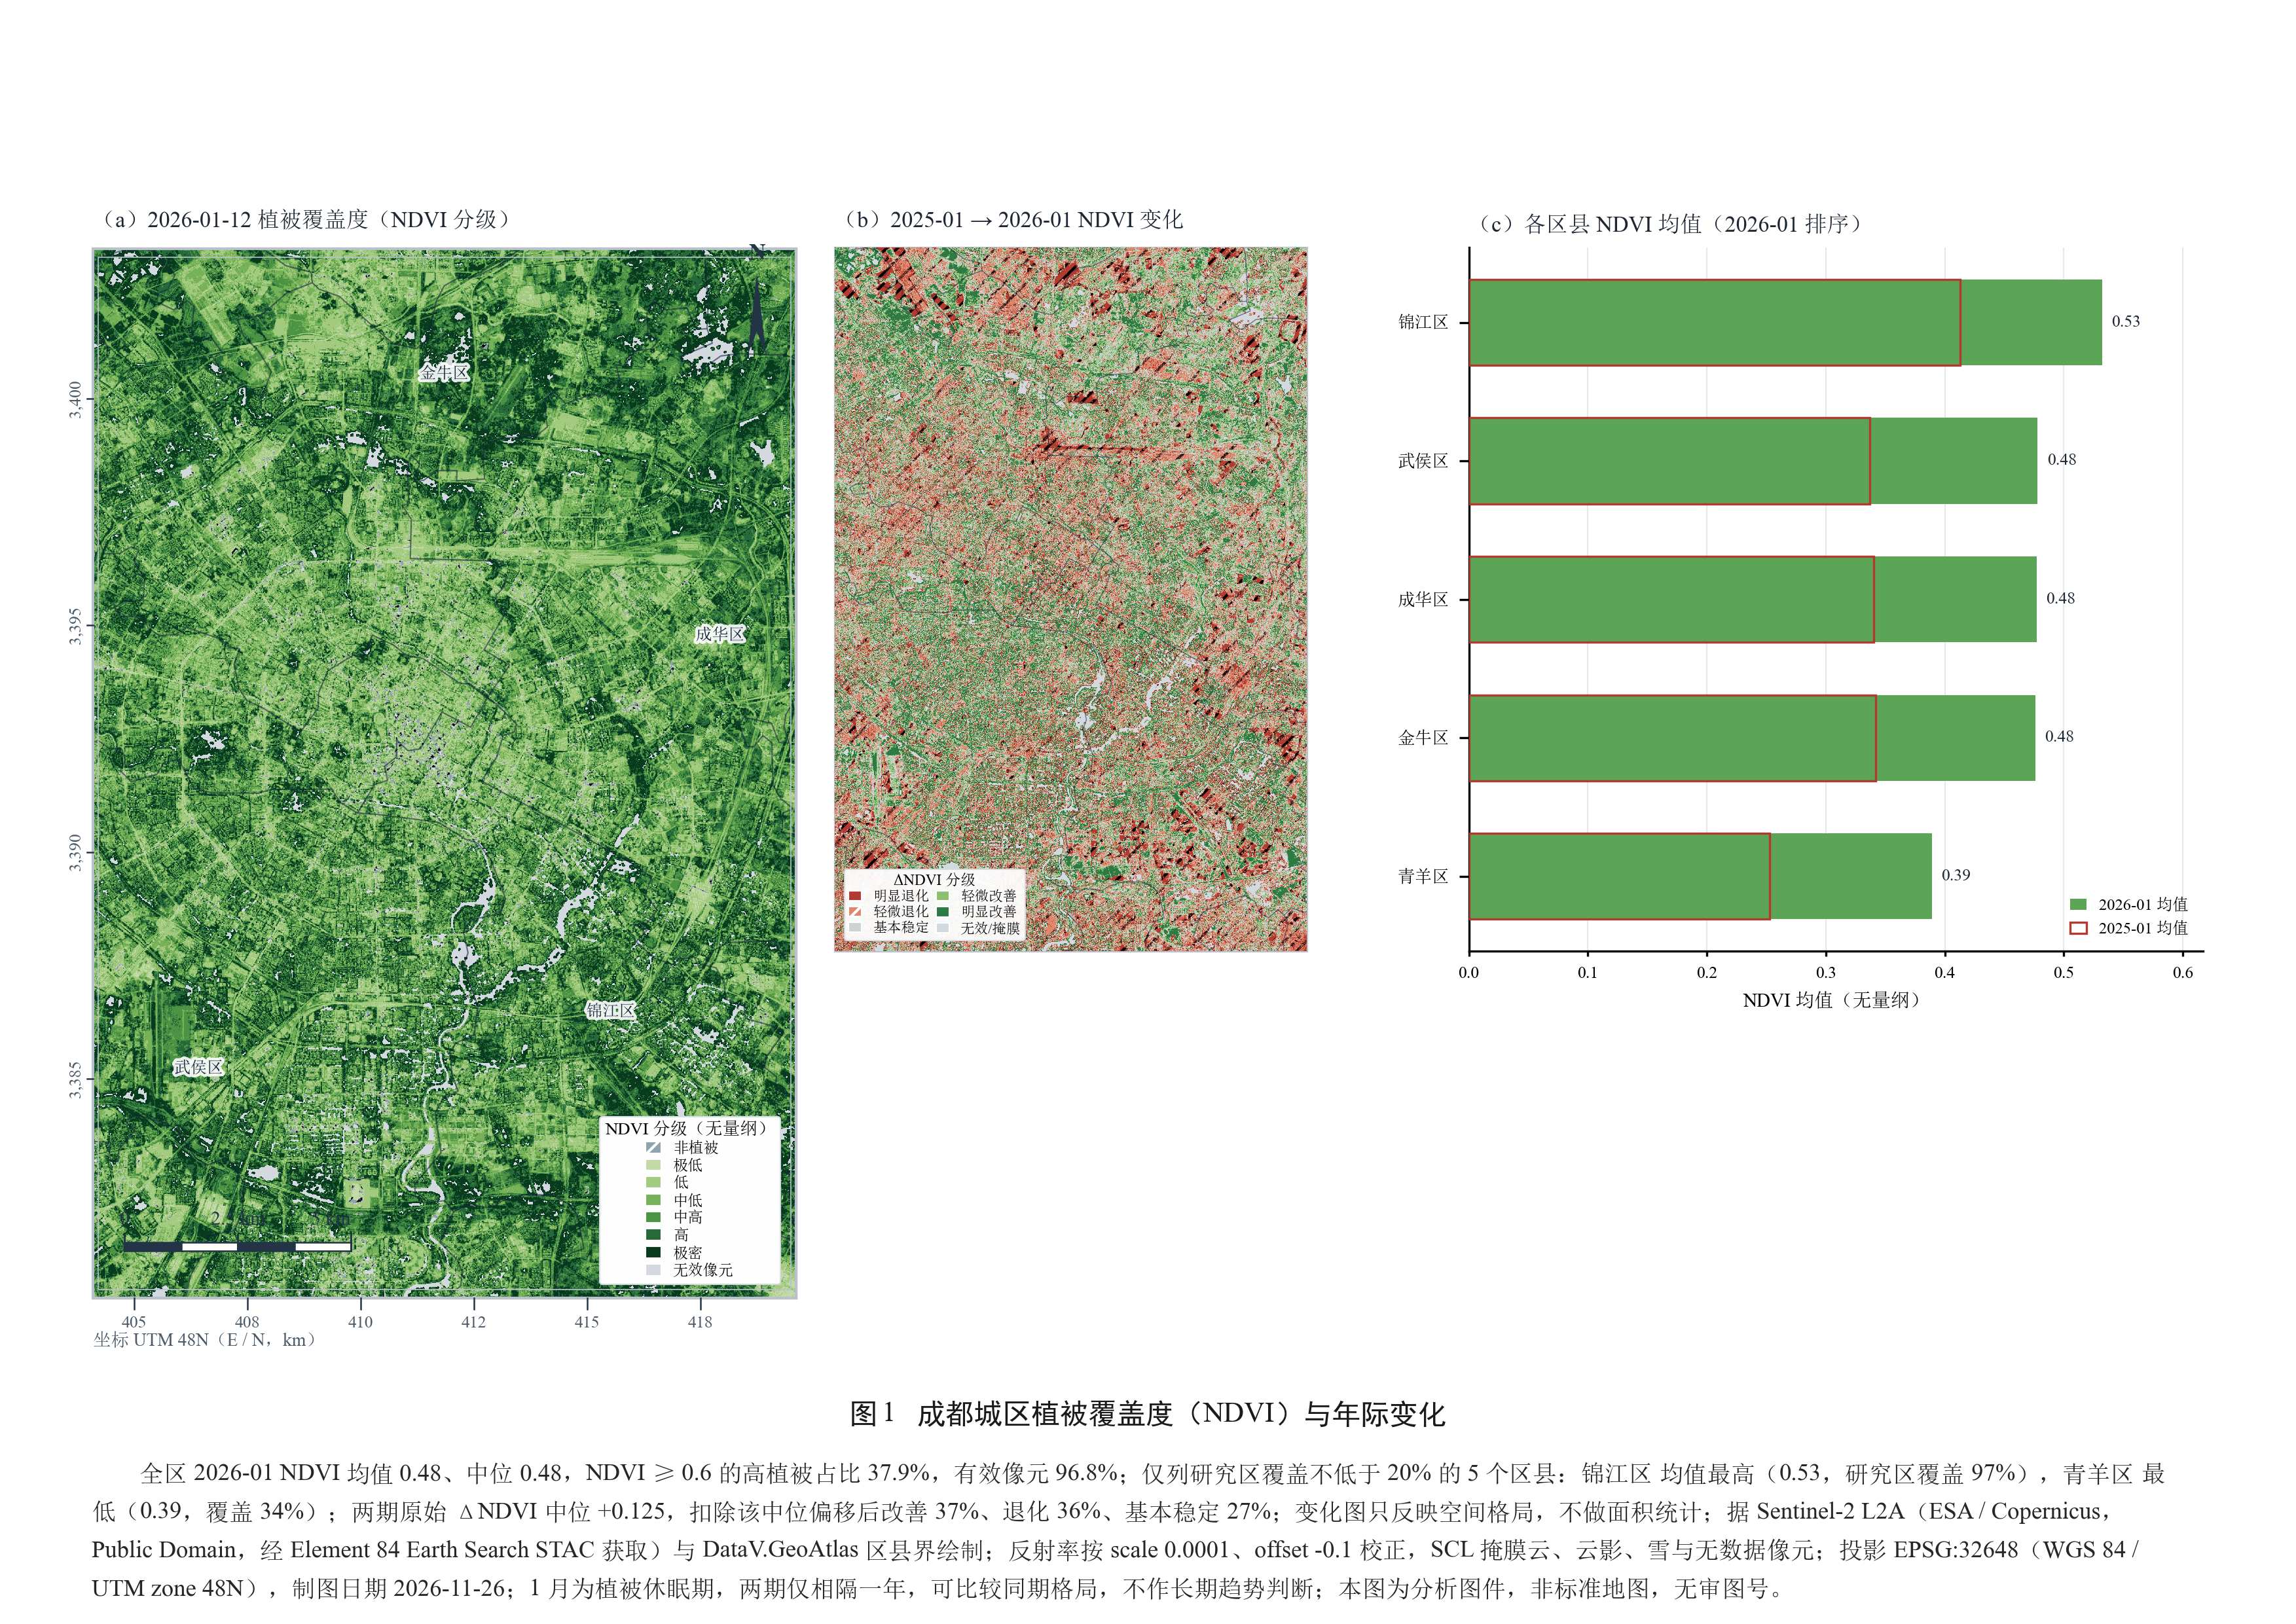 （a）2026-01-12 植被覆盖度（NDVI 分级）
N
金牛区
成华区
锦江区
武侯区
3,400
3,395
3,390
3,385
NDVI 分级（无量纲）
非植被
极低
低
中低
中高
高
极密
无效像元
405
408
410
412
415
418
坐标 UTM 48N（E / N，km）
（b）2025-01 → 2026-01 NDVI 变化
ΔNDVI 分级
明显退化
轻微退化
基本稳定
轻微改善
明显改善
无效/掩膜
（c）各区县 NDVI 均值（2026-01 排序）
锦江区 0.53
武侯区 0.48
成华区 0.48
金牛区 0.48
青羊区 0.39
2026-01 均值
2025-01 均值
0.0 0.1 0.2 0.3 0.4 0.5 0.6
NDVI 均值（无量纲）
图 1 成都城区植被覆盖度（NDVI）与年际变化
全区 2026-01 NDVI 均值 0.48、中位 0.48，NDVI ≥ 0.6 的高植被占比 37.9%，有效像元 96.8%；仅列研究区覆盖不低于 20% 的 5 个区县：锦江区 均值最高（0.53，研究区覆盖 97%），青羊区 最
低（0.39，覆盖 34%）；两期原始 ΔNDVI 中位 +0.125，扣除该中位偏移后改善 37%、退化 36%、基本稳定 27%；变化图只反映空间格局，不做面积统计；据 Sentinel-2 L2A（ESA / Copernicus，
Public Domain，经 Element 84 Earth Search STAC 获取）与 DataV.GeoAtlas 区县界绘制；反射率按 scale 0.0001、offset -0.1 校正，SCL 掩膜云、云影、雪与无数据像元；投影 EPSG:32648（WGS 84 /
UTM zone 48N），制图日期 2026-11-26；1 月为植被休眠期，两期仅相隔一年，可比较同期格局，不作长期趋势判断；本图为分析图件，非标准地图，无审图号。